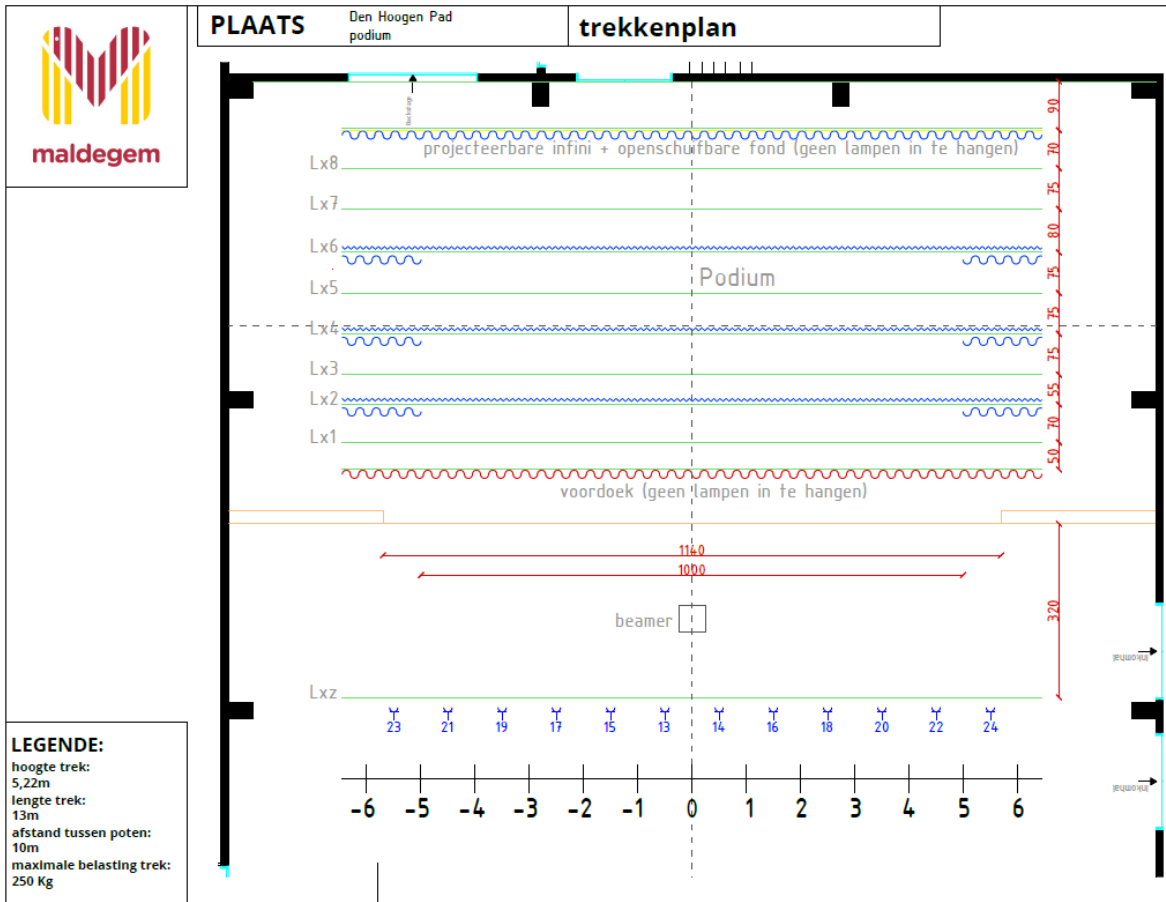 maldegem
PLAATS
Den Hoogen Pad
podium
trekkenplan
Backstage
90
projecteerbare infini + openschuifbare fond (geen lampen in te hangen)
70
Lx8
75
Lx7
80
Lx6
Podium
75
Lx5
75
Lx4
75
Lx3
55
Lx2
70
Lx1
50
voordoek (geen lampen in te hangen)
1140
1000
320
beamer
Inkomhal
Lxz
23 21 19 17 15 13 14 16 18 20 22 24
Inkomhal
-6 -5 -4 -3 -2 -1 0 1 2 3 4 5 6
LEGENDE:
hoogte trek:
5,22m
lengte trek:
13m
afstand tussen poten:
10m
maximale belasting trek:
250 Kg